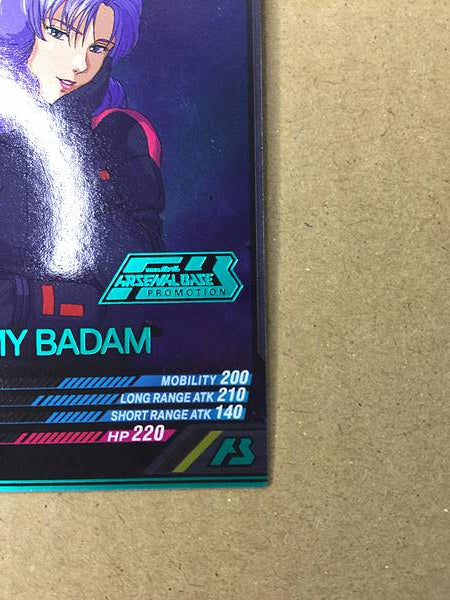 ARSENAL BASE
PROMOTION
MY BADAM
MOBILITY 200
LONG RANGE ATK 210
SHORT RANGE ATK 140
HP 220